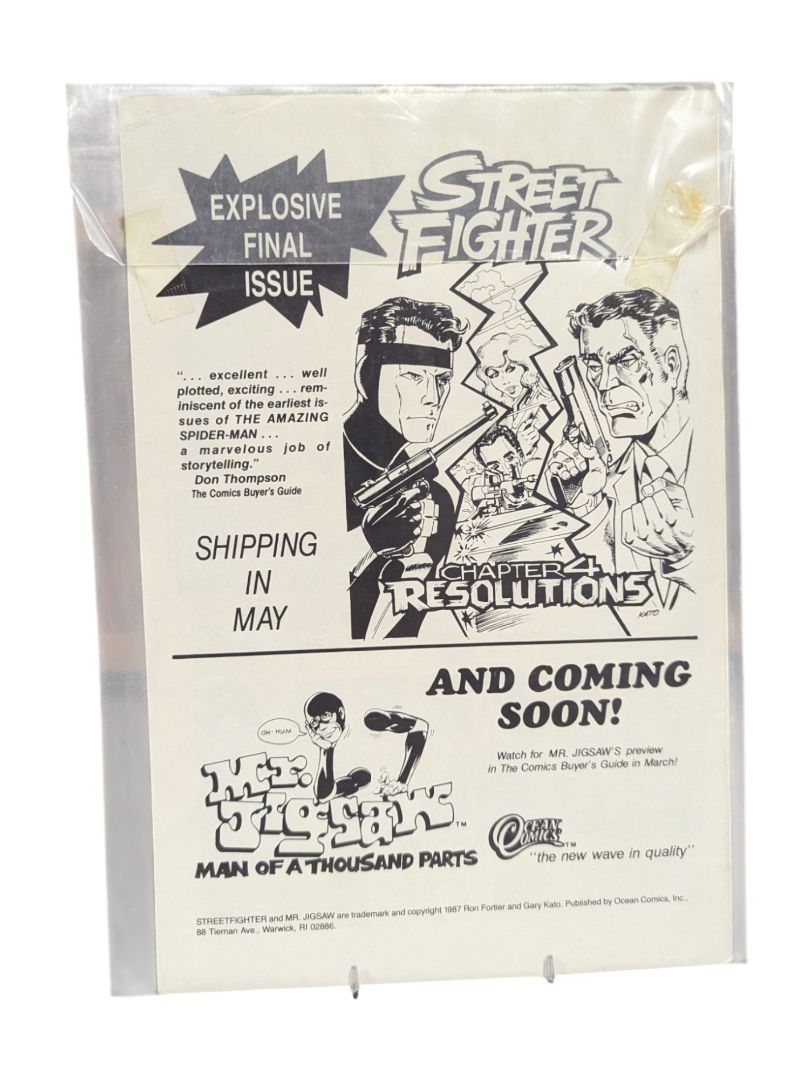 EXPLOSIVE
FINAL
ISSUE
STREET
FIGHTER
"... excellent ... well
plotted, exciting ... rem-
iniscent of the earliest is-
sues of THE AMAZING
SPIDER-MAN ...
a marvelous job of
storytelling."
Don Thompson
The Comics Buyer's Guide
SHIPPING
IN
MAY
CHAPTER 4
RESOLUTIONS
KATO
AND COMING
SOON!
OH-HUM
Mr.
Jigsaw™
MAN OF A THOUSAND PARTS
Watch for MR. JIGSAW'S preview
in The Comics Buyer's Guide in March!
OCEAN
COMICS™
"the new wave in quality"
STREETFIGHTER and MR. JIGSAW are trademark and copyright 1987 Ron Fortier and Gary Kato. Published by Ocean Comics, Inc.,
88 Tiernan Ave., Warwick, RI 02886.